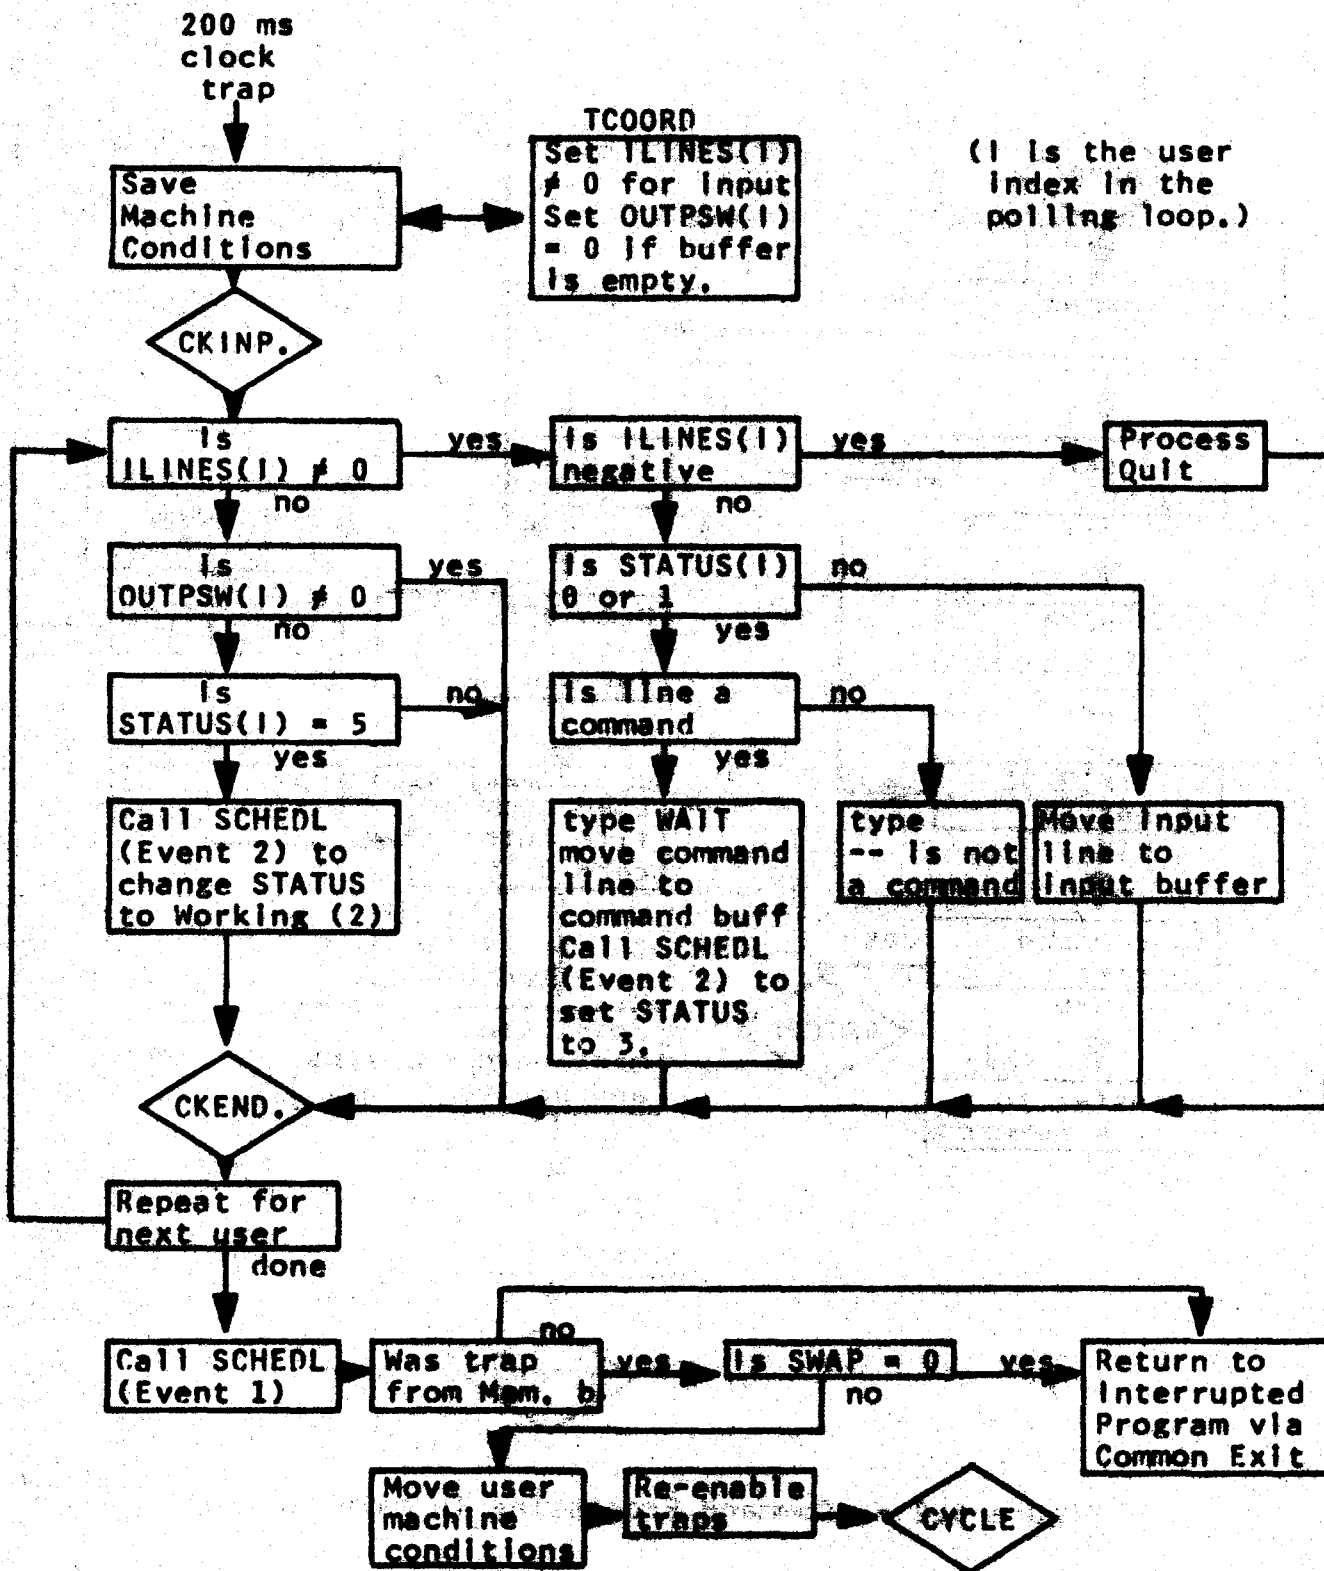 200 ms
clock
trap
TCOORD
Set ILINES(I)
≠ 0 for input
Set OUTPSW(I)
= 0 if buffer
is empty.
(I is the user
index in the
polling loop.)
Save
Machine
Conditions
CKINP.
Is
ILINES(I) ≠ 0
yes
no
Is ILINES(I)
negative
yes
no
Process
Quit
Is
OUTPSW(I) ≠ 0
yes
no
Is STATUS(I)
0 or 1
no
yes
Is
STATUS(I) = 5
no
yes
Is line a
command
no
yes
Call SCHEDL
(Event 2) to
change STATUS
to Working (2)
type WAIT
move command
line to
command buff
Call SCHEDL
(Event 2) to
set STATUS
to 3.
type
-- is not
a command
Move input
line to
input buffer
CKEND.
Repeat for
next user
done
Call SCHEDL
(Event 1)
Was trap
from Mem. b
no
yes
Is SWAP = 0
yes
no
Return to
Interrupted
Program via
Common Exit
Move user
machine
conditions
Re-enable
traps
CYCLE